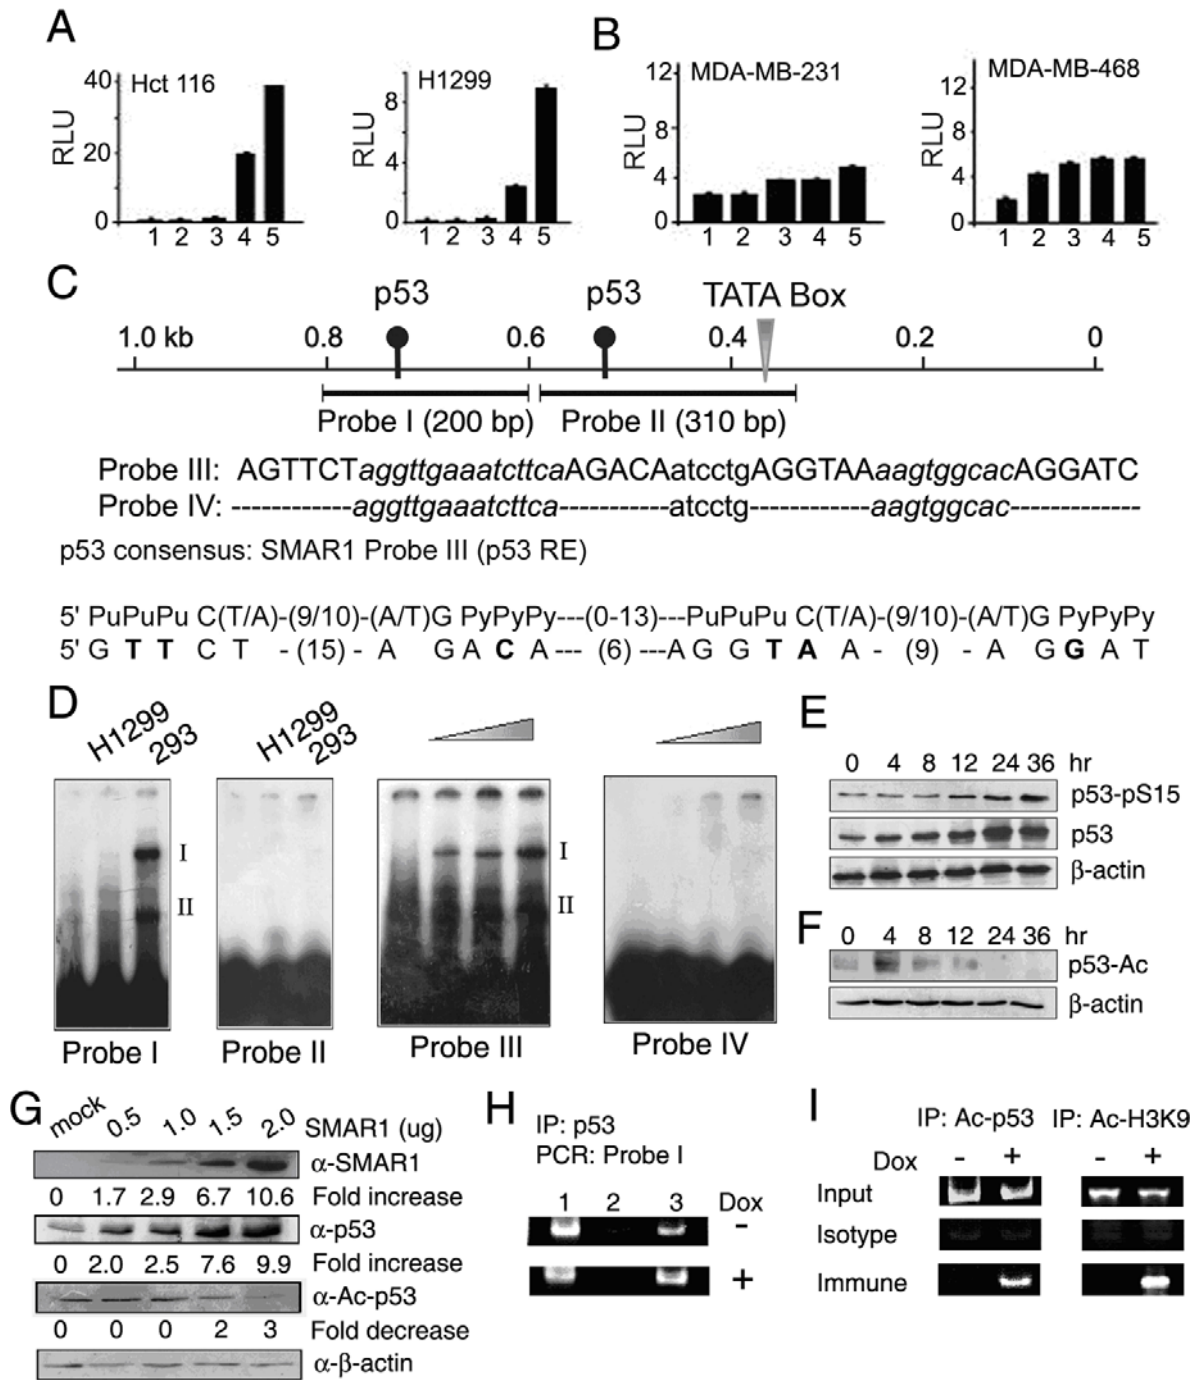 A
B
Hct 116
H1299
MDA-MB-231
MDA-MB-468
RLU
40
20
0
1 2 3 4 5
RLU
8
4
0
1 2 3 4 5
RLU
12
8
4
0
1 2 3 4 5
RLU
12
8
4
0
1 2 3 4 5
C
p53 p53 TATA Box
1.0 kb 0.8 0.6 0.4 0.2 0
Probe I (200 bp) Probe II (310 bp)
Probe III: AGTTCTaggttgaaatcttcaAGACAatcctgAGGTAAaagtggcacAGGATC
Probe IV: ------------aggttgaaatcttca----------atcctg-----------aagtggcac------------
p53 consensus: SMAR1 Probe III (p53 RE)
5' PuPuPu C(T/A)-(9/10)-(A/T)G PyPyPy---(0-13)---PuPuPu C(T/A)-(9/10)-(A/T)G PyPyPy
5' G T T C T -(15)- A G A C A--- (6)---A G G T A A - (9) - A G G A T
D
H1299
293
H1299
293
I
II
I
II
Probe I
Probe II
Probe III
Probe IV
E
0 4 8 12 24 36 hr
p53-pS15
p53
β-actin
F
0 4 8 12 24 36 hr
p53-Ac
β-actin
G
mock 0.5 1.0 1.5 2.0 SMAR1 (ug)
α-SMAR1
0 1.7 2.9 6.7 10.6 Fold increase
α-p53
0 2.0 2.5 7.6 9.9 Fold increase
α-Ac-p53
0 0 0 2 3 Fold decrease
α-β-actin
H
IP: p53
PCR: Probe I
1 2 3 Dox
-
+
I
IP: Ac-p53 IP: Ac-H3K9
Dox - + - +
Input
Isotype
Immune